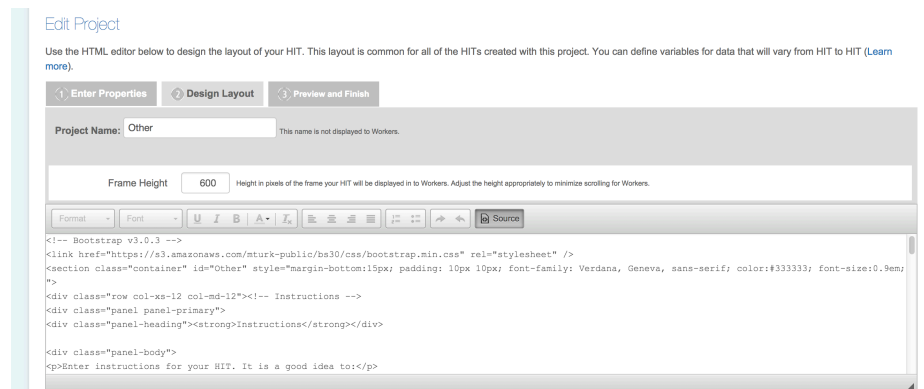 Edit Project
Use the HTML editor below to design the layout of your HIT. This layout is common for all of the HITs created with this project. You can define variables for data that will vary from HIT to HIT (Learn
more).
1 Enter Properties 2 Design Layout 3 Preview and Finish
Project Name: Other This name is not displayed to Workers.
Frame Height 600 Height in pixels of the frame your HIT will be displayed in to Workers. Adjust the height appropriately to minimize scrolling for Workers.
Format Font U I B A Ix Source
<!-- Bootstrap v3.0.3 -->
<link href="https://s3.amazonaws.com/mturk-public/bs30/css/bootstrap.min.css" rel="stylesheet" />
<section class="container" id="Other" style="margin-bottom:15px; padding: 10px 10px; font-family: Verdana, Geneva, sans-serif; color:#333333; font-size:0.9em;
">
<div class="row col-xs-12 col-md-12"><!-- Instructions -->
<div class="panel panel-primary">
<div class="panel-heading"><strong>Instructions</strong></div>
<div class="panel-body">
<p>Enter instructions for your HIT. It is a good idea to:</p>